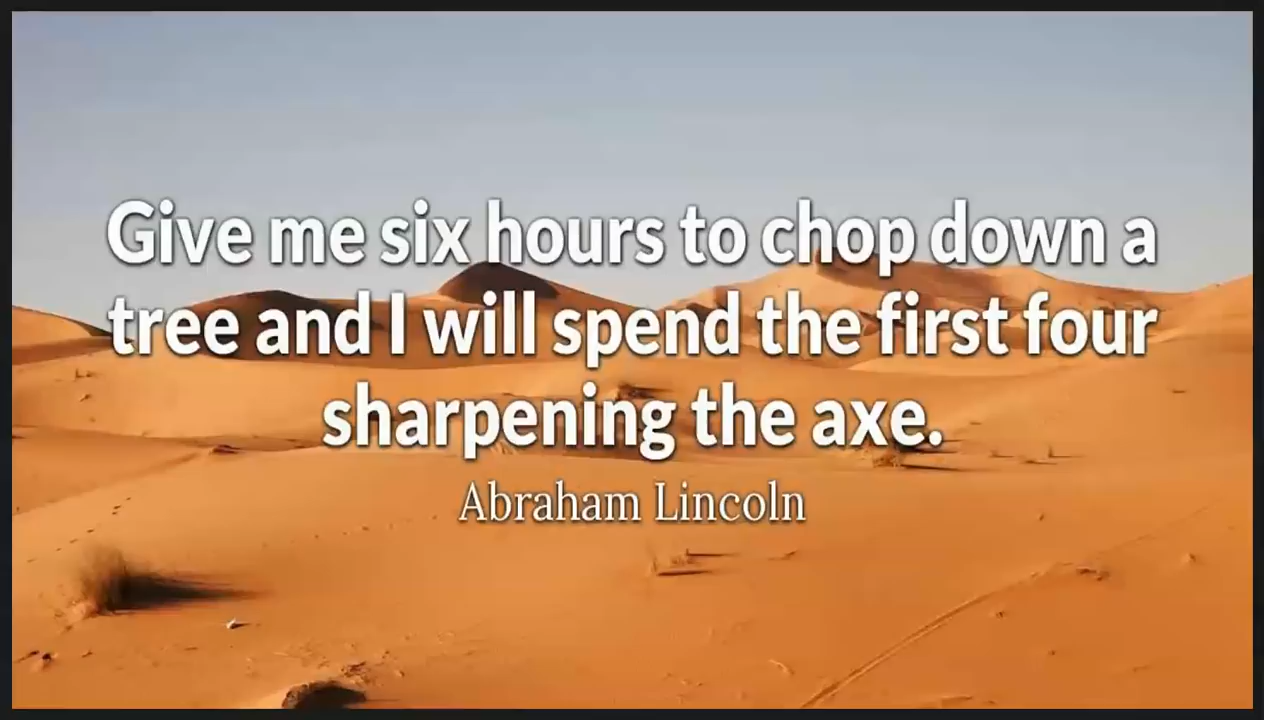 Give me six hours to chop down a
tree and I will spend the first four
sharpening the axe.
Abraham Lincoln